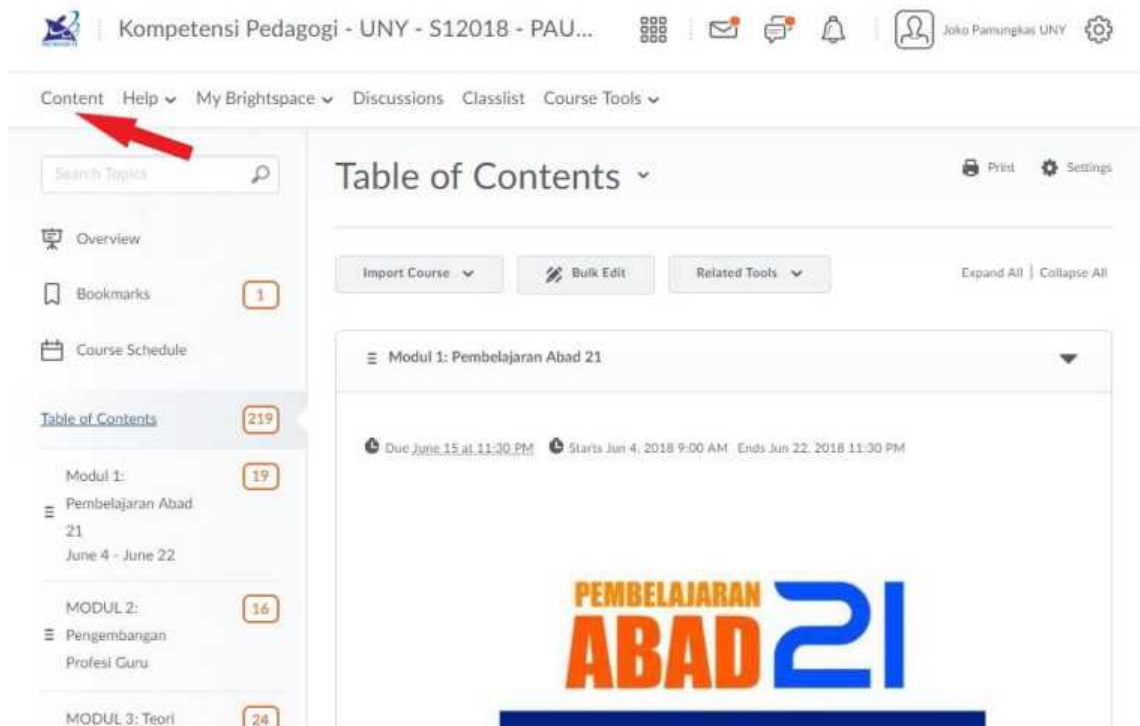 Kompetensi Pedagogi - UNY - S12018 - PAU...
Joko Pamungkas UNY
Content Help My Brightspace Discussions Classlist Course Tools
Search Topics
Table of Contents
Print Settings
Overview
Import Course Bulk Edit Related Tools Expand All | Collapse All
Bookmarks 1
Course Schedule
Modul 1: Pembelajaran Abad 21
Table of Contents 219
Due June 15 at 11:30 PM Starts Jun 4, 2018 9:00 AM Ends Jun 22, 2018 11:30 PM
Modul 1: 19
Pembelajaran Abad
21
June 4 - June 22
PEMBELAJARAN
ABAD 21
MODUL 2: 16
Pengembangan
Profesi Guru
MODUL 3: Teori 24